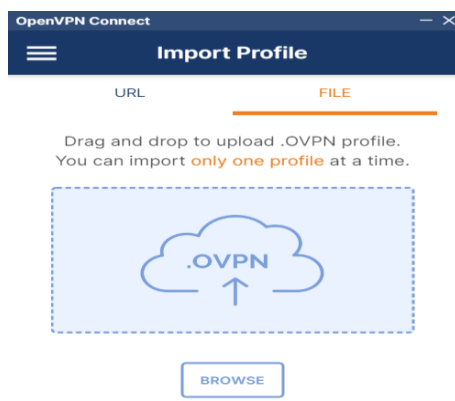 OpenVPN Connect
Import Profile
URL
FILE
Drag and drop to upload .OVPN profile.
You can import only one profile at a time.
.OVPN
BROWSE